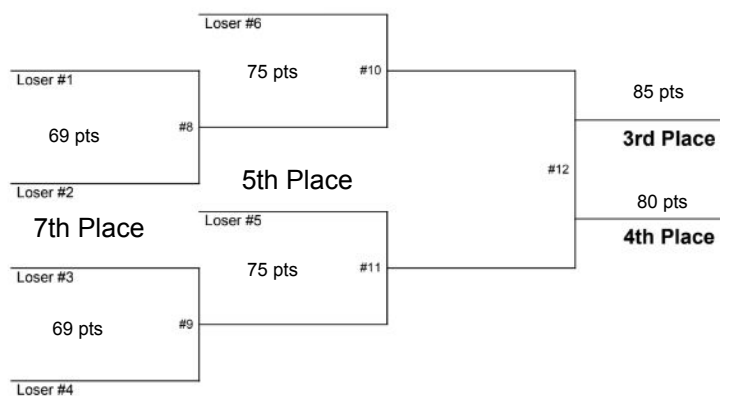 Loser #6
75 pts
#10
Loser #1
69 pts
#8
Loser #2
85 pts
3rd Place
#12
5th Place
80 pts
4th Place
7th Place
Loser #5
75 pts
#11
Loser #3
69 pts
#9
Loser #4